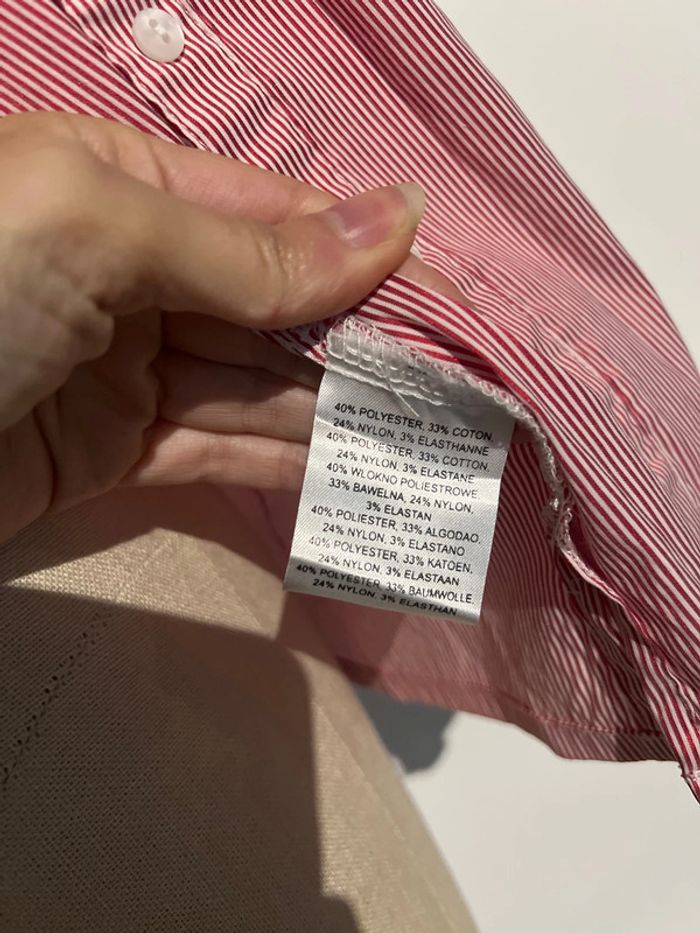 40% POLYESTER, 33% COTON,
24% NYLON, 3% ELASTHANNE
40% POLYESTER, 33% COTTON,
24% NYLON, 3% ELASTANE
40% WLOKNO POLIESTROWE,
33% BAWELNA, 24% NYLON,
3% ELASTAN
40% POLIESTER, 33% ALGODAO,
24% NYLON, 3% ELASTANO
40% POLYESTER, 33% KATOEN,
24% NYLON, 3% ELASTAAN
40% POLYESTER, 33% BAUMWOLLE,
24% NYLON, 3% ELASTHAN